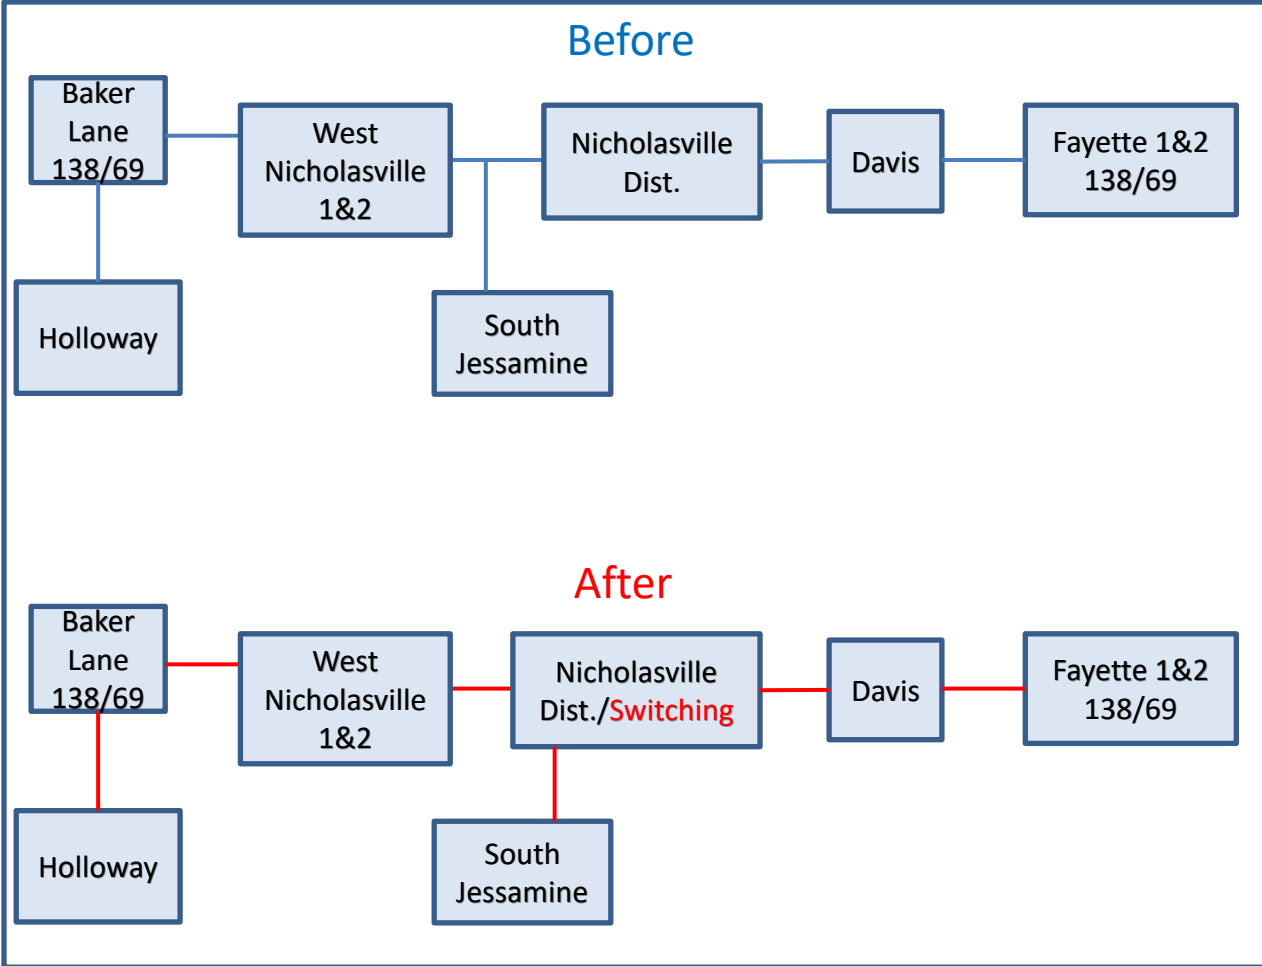 Before
Baker
Lane
138/69
West
Nicholasville
1&2
Nicholasville
Dist.
Davis
Fayette 1&2
138/69
Holloway
South
Jessamine
After
Baker
Lane
138/69
West
Nicholasville
1&2
Nicholasville
Dist./Switching
Davis
Fayette 1&2
138/69
Holloway
South
Jessamine